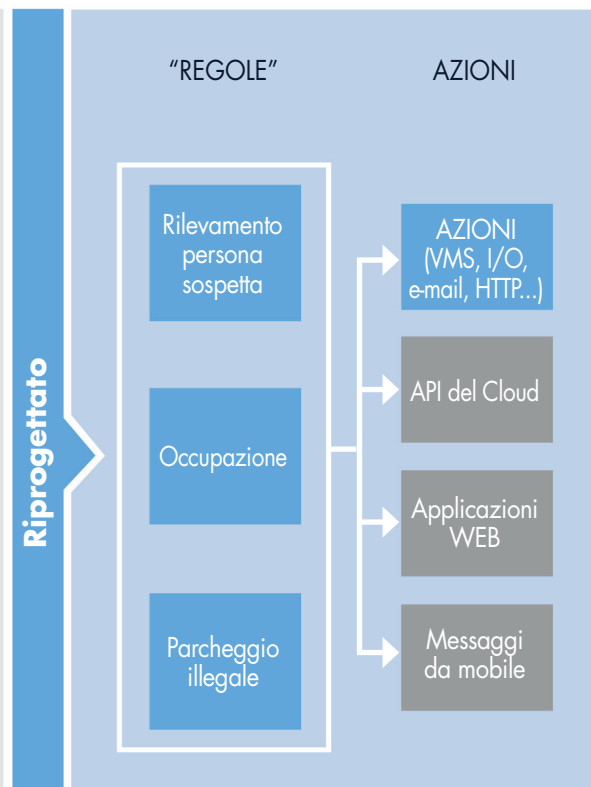 Riprogettato
“REGOLE”
AZIONI
Rilevamento
persona
sospetta
Occupazione
Parcheggio
illegale
AZIONI
(VMS, I/O,
e-mail, HTTP...)
API del Cloud
Applicazioni
WEB
Messaggi
da mobile